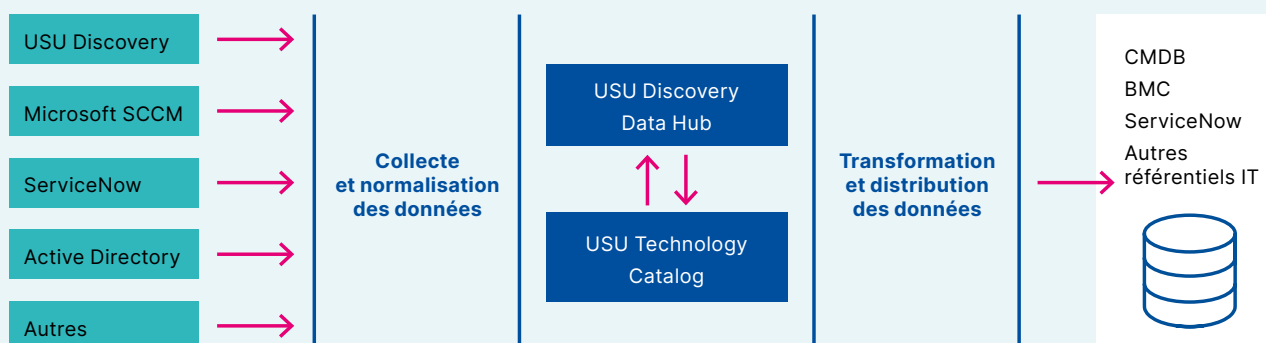 USU Discovery
Microsoft SCCM
ServiceNow
Active Directory
Autres
Collecte
et normalisation
des données
USU Discovery
Data Hub
USU Technology
Catalog
Transformation
et distribution
des données
CMDB
BMC
ServiceNow
Autres
référentiels IT